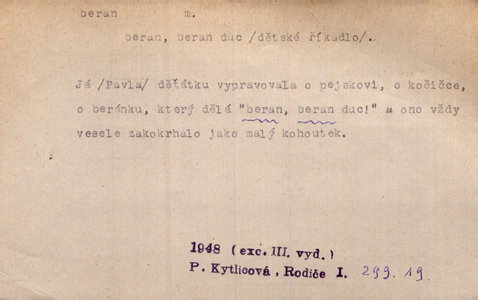 beran m.
beran, beran duc /dětské říkadlo/.
Já /Pavla/ děťátku vypravovala o pejskovi, o kočičce,
o beránku, který dělá "beran, beran duc!" a ono vždy
vesele zakokrhalo jako malý kohoutek.
1948 (exc. III. vyd.)
P. Kytlicová, Rodiče I. 299.19.